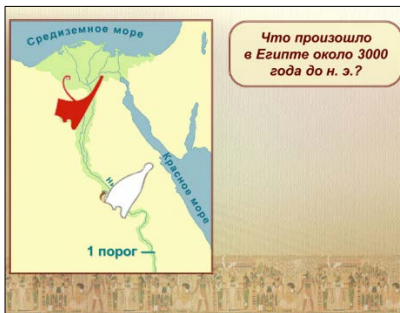 Средиземное море
Что произошло
в Египте около 3000
года до н. э.?
Красное море
1 порог